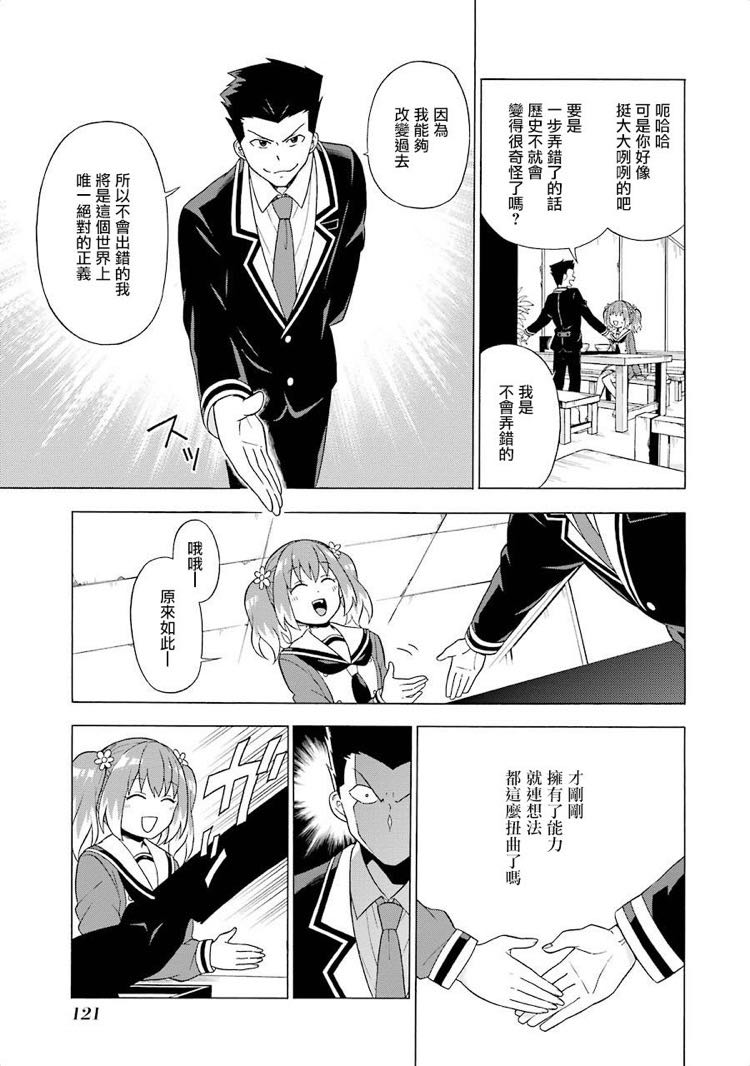 呃哈哈
可是你好像
挺大大咧咧的吧
要是
一步弄錯了的話
歷史不就會
變得很奇怪了嗎？
我是
不會弄錯的
因為
我能夠
改變過去
所以不會出錯的我
將是這個世界上
唯一絕對的正義
スッ
哦哦ー
原來如此ー
才剛剛
擁有了能力
就連想法
都這麼扭曲了嗎
ガッ
121